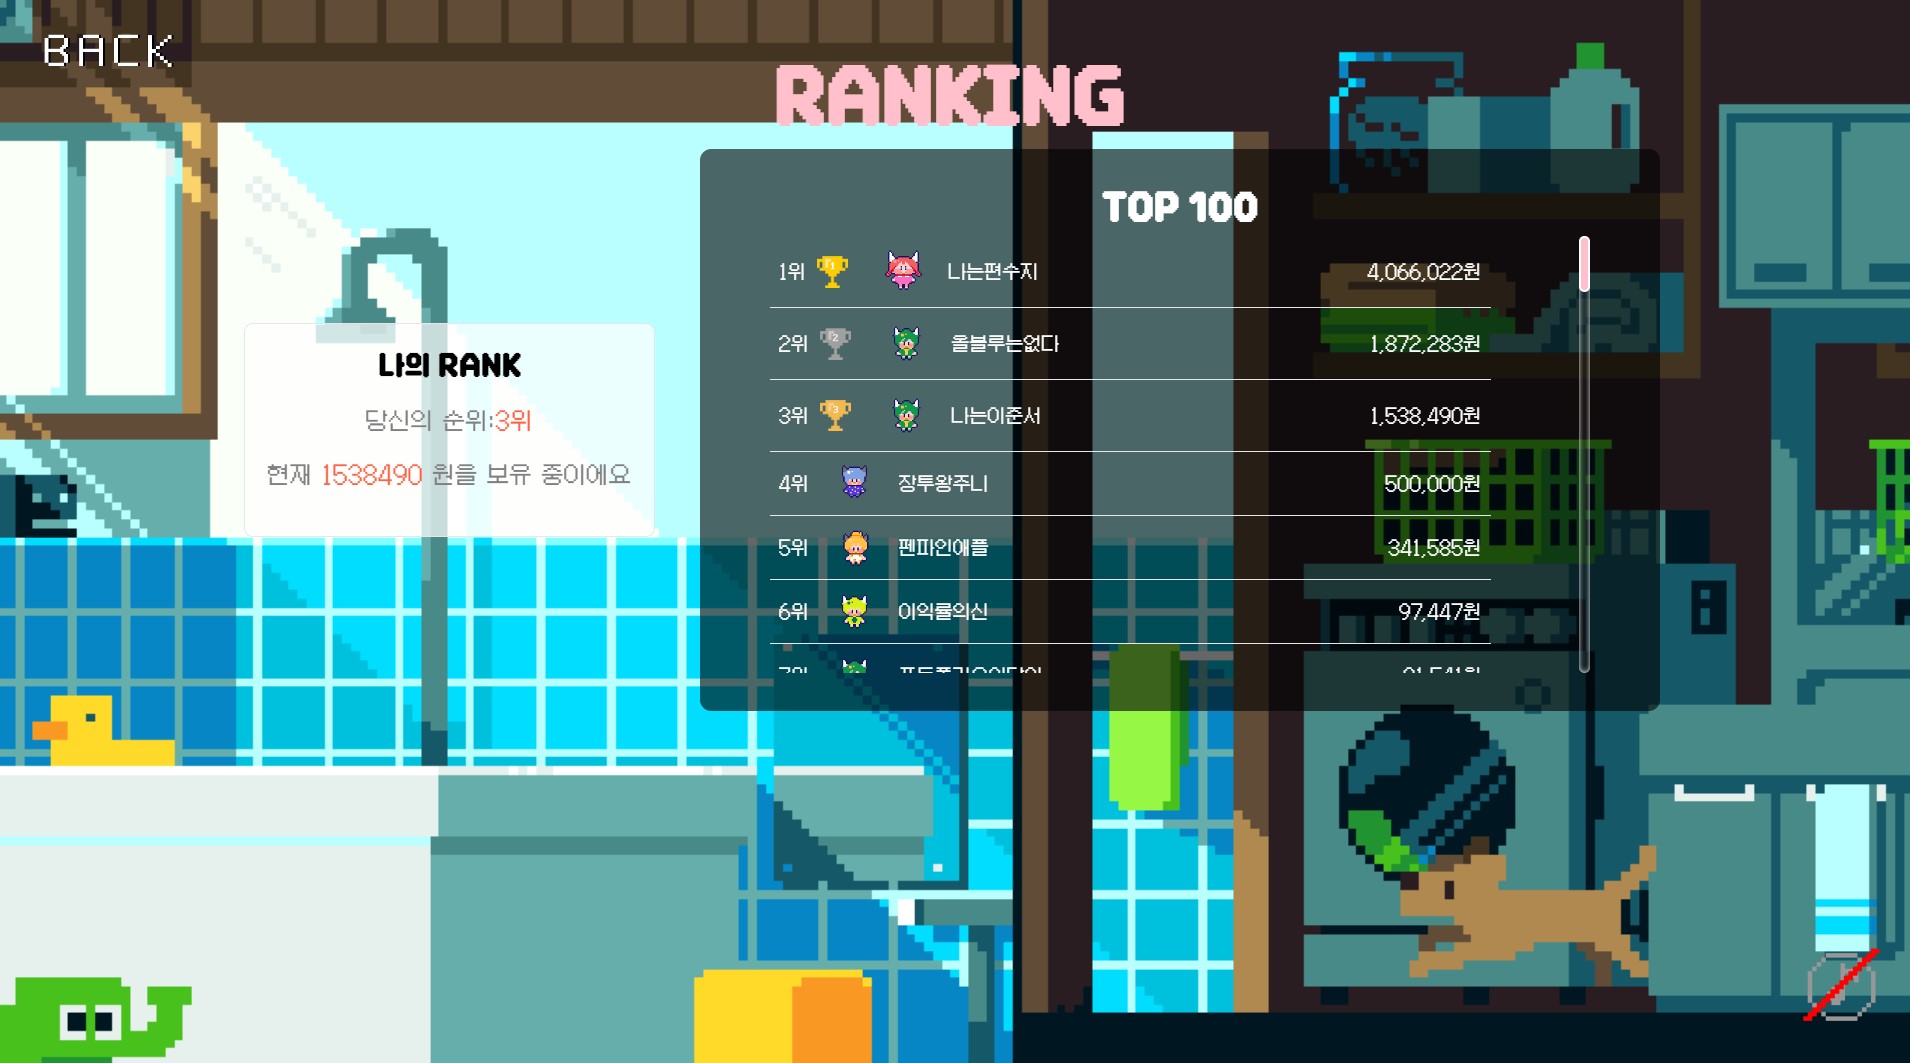 BACK
RANKING
나의 RANK
당신의 순위:3위
현재 1538490 원을 보유 중이에요
TOP 100
1위 1 나는편수지 4,066,022원
2위 2 올블루는없다 1,872,283원
3위 3 나는이준서 1,538,490원
4위 장투왕주니 500,000원
5위 펜파인애플 341,585원
6위 이익률의신 97,447원